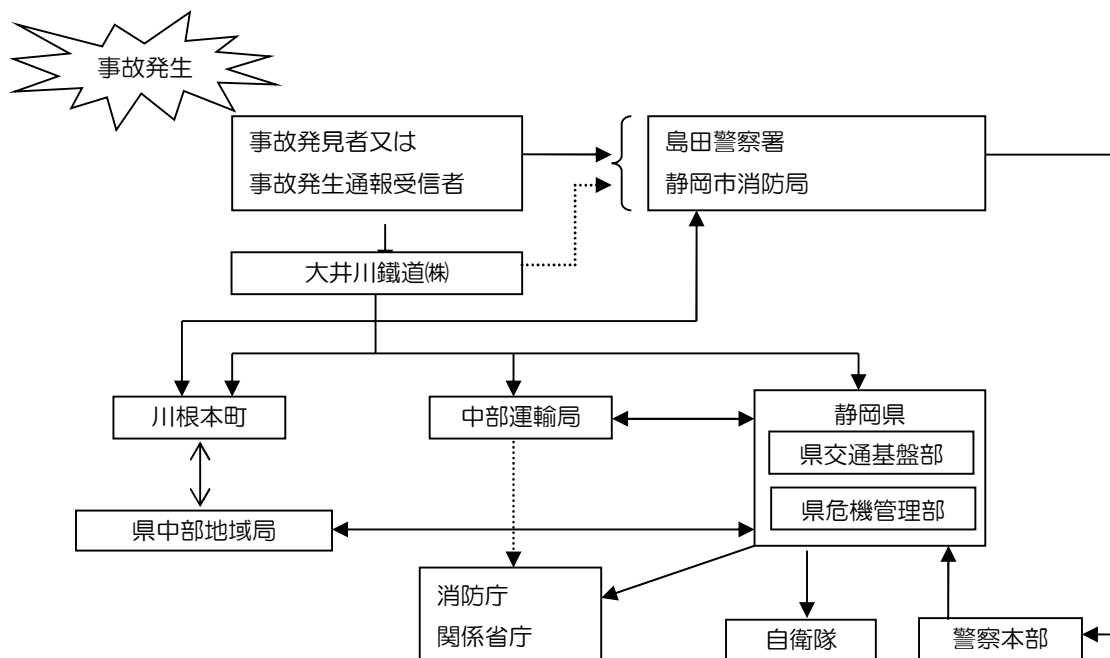 事故発生
事故発見者又は
事故発生通報受信者
島田警察署
静岡市消防局
大井川鐵道㈱
川根本町
中部運輸局
静岡県
県交通基盤部
県危機管理部
県中部地域局
消防庁
関係省庁
自衛隊
警察本部